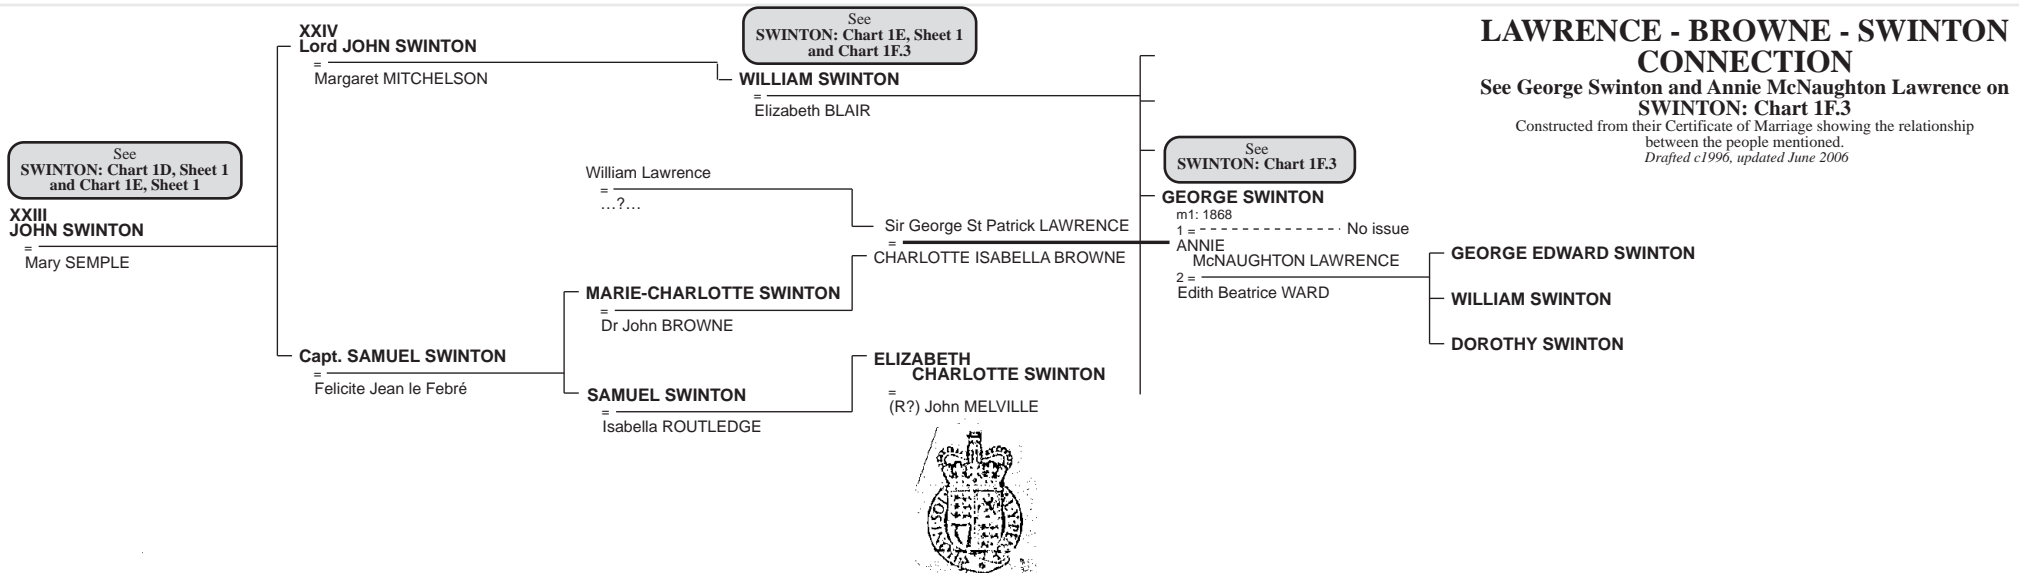 LAWRENCE - BROWNE - SWINTON
CONNECTION
See George Swinton and Annie McNaughton Lawrence on
SWINTON: Chart 1F.3
Constructed from their Certificate of Marriage showing the relationship
between the people mentioned.
Drafted c1996, updated June 2006
See
SWINTON: Chart 1D, Sheet 1
and Chart 1E, Sheet 1
XXIII
JOHN SWINTON
=
Mary SEMPLE
XXIV
Lord JOHN SWINTON
=
Margaret MITCHELSON
Capt. SAMUEL SWINTON
=
Felicite Jean le Febré
See
SWINTON: Chart 1E, Sheet 1
and Chart 1F.3
WILLIAM SWINTON
=
Elizabeth BLAIR
William Lawrence
=
...?...
MARIE-CHARLOTTE SWINTON
=
Dr John BROWNE
SAMUEL SWINTON
=
Isabella ROUTLEDGE
Sir George St Patrick LAWRENCE
=
CHARLOTTE ISABELLA BROWNE
ELIZABETH
CHARLOTTE SWINTON
=
(R?) John MELVILLE
See
SWINTON: Chart 1F.3
GEORGE SWINTON
m1: 1868
1 = No issue
ANNIE
McNAUGHTON LAWRENCE
2 =
Edith Beatrice WARD
GEORGE EDWARD SWINTON
WILLIAM SWINTON
DOROTHY SWINTON